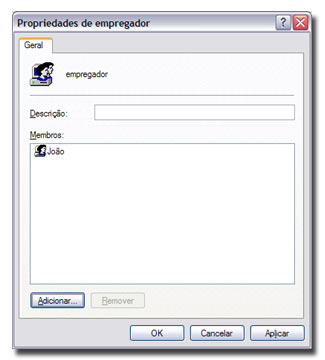 Propriedades de empregador
Geral
empregador
Descrição:
Membros:
João
Adicionar... Remover
OK Cancelar Aplicar